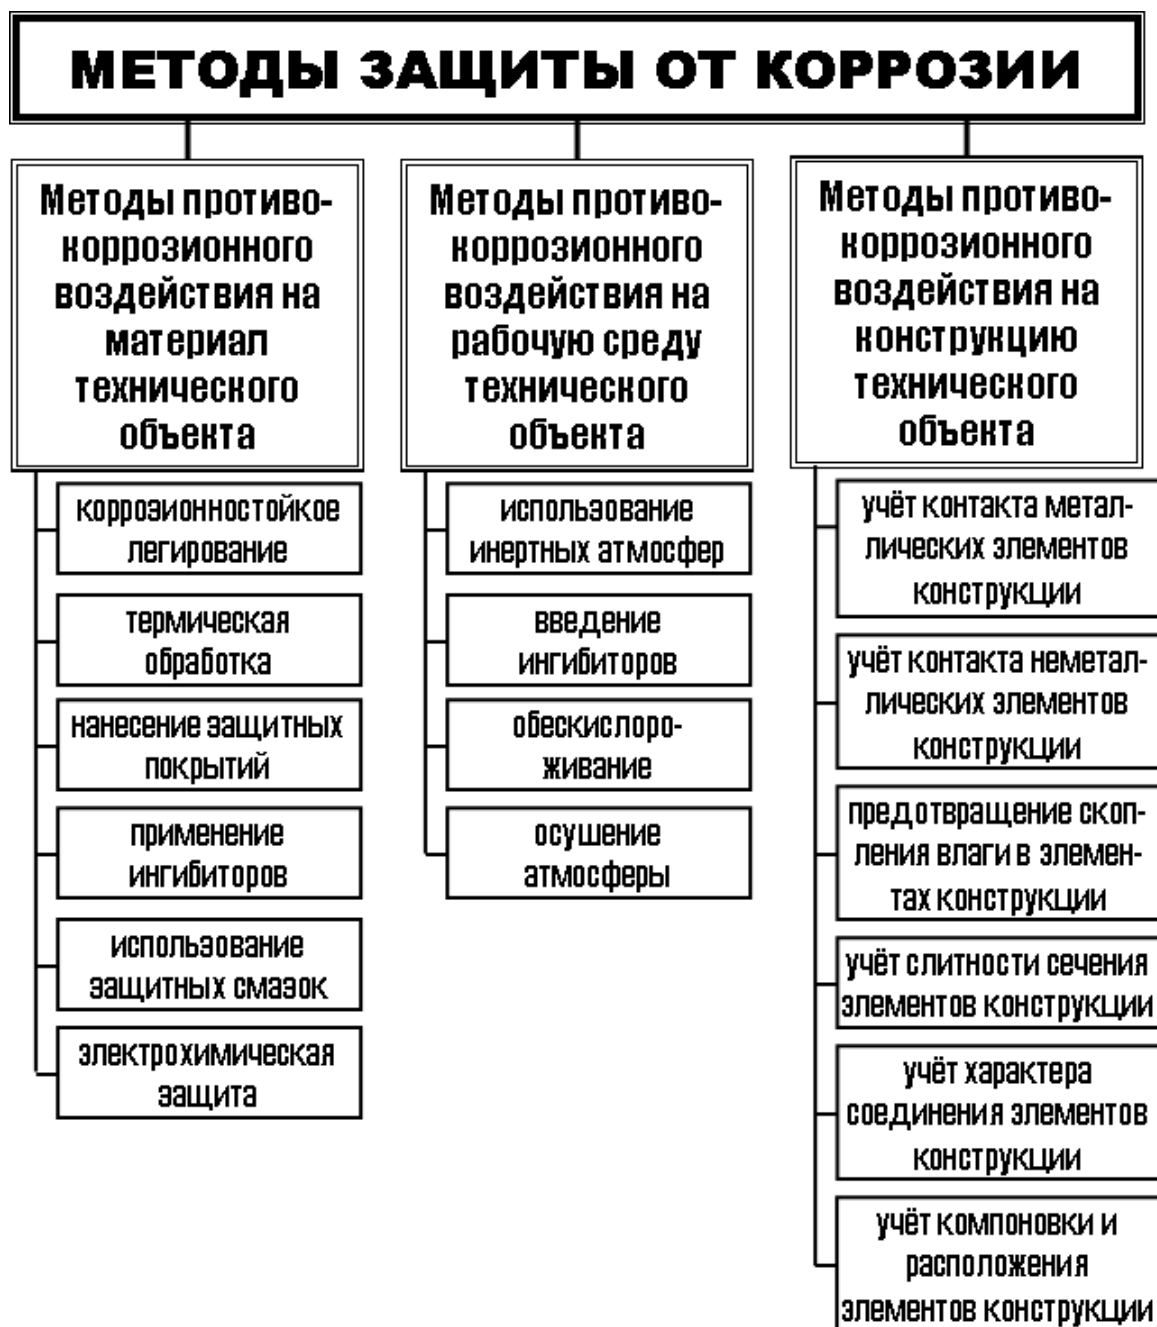 МЕТОДЫ ЗАЩИТЫ ОТ КОРРОЗИИ
Методы противо-
коррозионного
воздействия на
материал
технического
объекта
коррозионностойкое
легирование
термическая
обработка
нанесение защитных
покрытий
применение
ингибиторов
использование
защитных смазок
электрохимическая
защита
Методы противо-
коррозионного
воздействия на
рабочую среду
технического
объекта
использование
инертных атмосфер
введение
ингибиторов
обескислоро-
живание
осушение
атмосферы
Методы противо-
коррозионного
воздействия на
конструкцию
технического
объекта
учёт контакта метал-
лических элементов
конструкции
учёт контакта неметал-
лических элементов
конструкции
предотвращение скоп-
ления влаги в элемен-
тах конструкции
учёт слитности сечения
элементов конструкции
учёт характера
соединения элементов
конструкции
учёт компоновки и
расположения
элементов конструкции